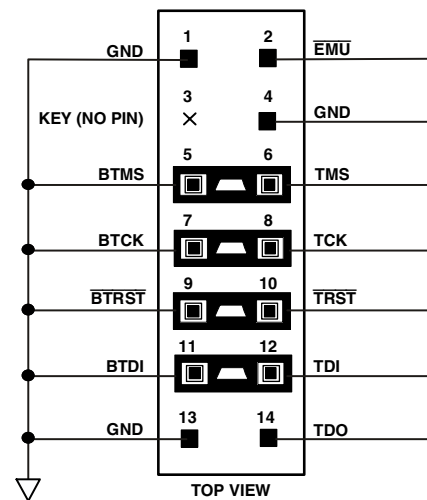 1 2
GND EMU
3 4
KEY (NO PIN) GND
5 6
BTMS TMS
7 8
BTCK TCK
9 10
BTRST TRST
11 12
BTDI TDI
13 14
GND TDO
TOP VIEW